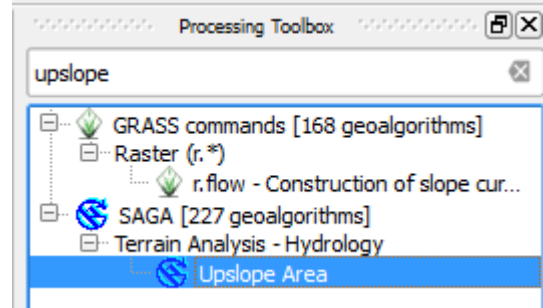 Processing Toolbox
upslope
GRASS commands [168 geoalgorithms]
Raster (r.*)
r.flow - Construction of slope cur...
SAGA [227 geoalgorithms]
Terrain Analysis - Hydrology
Upslope Area